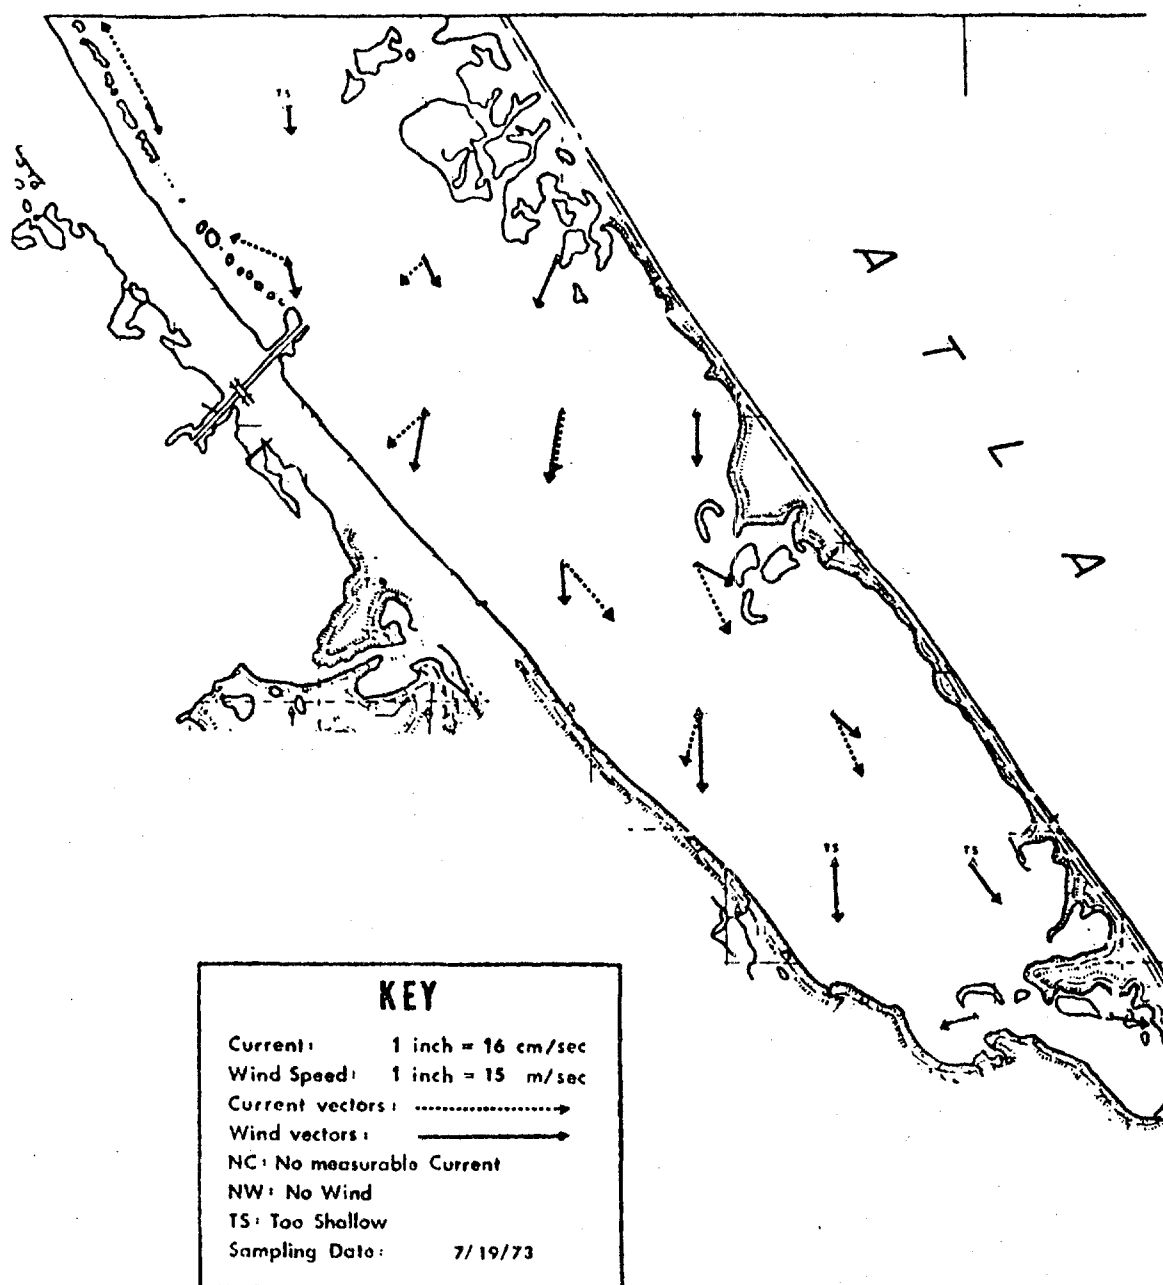 TS
A
T
L
A
TS
TS
KEY
Current: 1 inch = 16 cm/sec
Wind Speed: 1 inch = 15 m/sec
Current vectors:
Wind vectors:
NC: No measurable Current
NW: No Wind
TS: Too Shallow
Sampling Date: 7/19/73